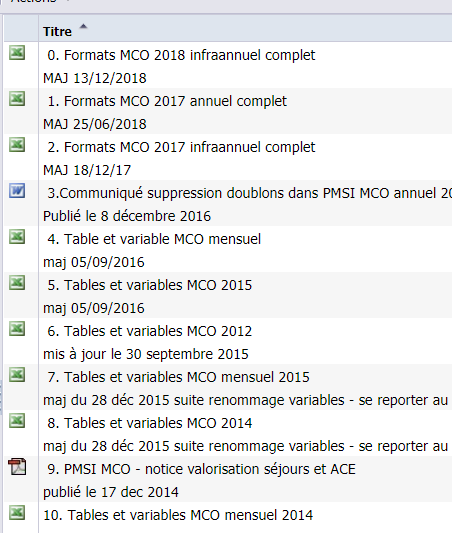 Actions
Titre
0. Formats MCO 2018 infraannuel complet
MAJ 13/12/2018
1. Formats MCO 2017 annuel complet
MAJ 25/06/2018
2. Formats MCO 2017 infraannuel complet
MAJ 18/12/17
3.Communiqué suppression doublons dans PMSI MCO annuel 20
Publié le 8 décembre 2016
4. Table et variable MCO mensuel
maj 05/09/2016
5. Tables et variables MCO 2015
maj 05/09/2016
6. Tables et variables MCO 2012
mis à jour le 30 septembre 2015
7. Tables et variables MCO mensuel 2015
maj du 28 déc 2015 suite renommage variables - se reporter au
8. Tables et variables MCO 2014
maj du 28 déc 2015 suite renommage variables - se reporter au
9. PMSI MCO - notice valorisation séjours et ACE
publié le 17 dec 2014
10. Tables et variables MCO mensuel 2014